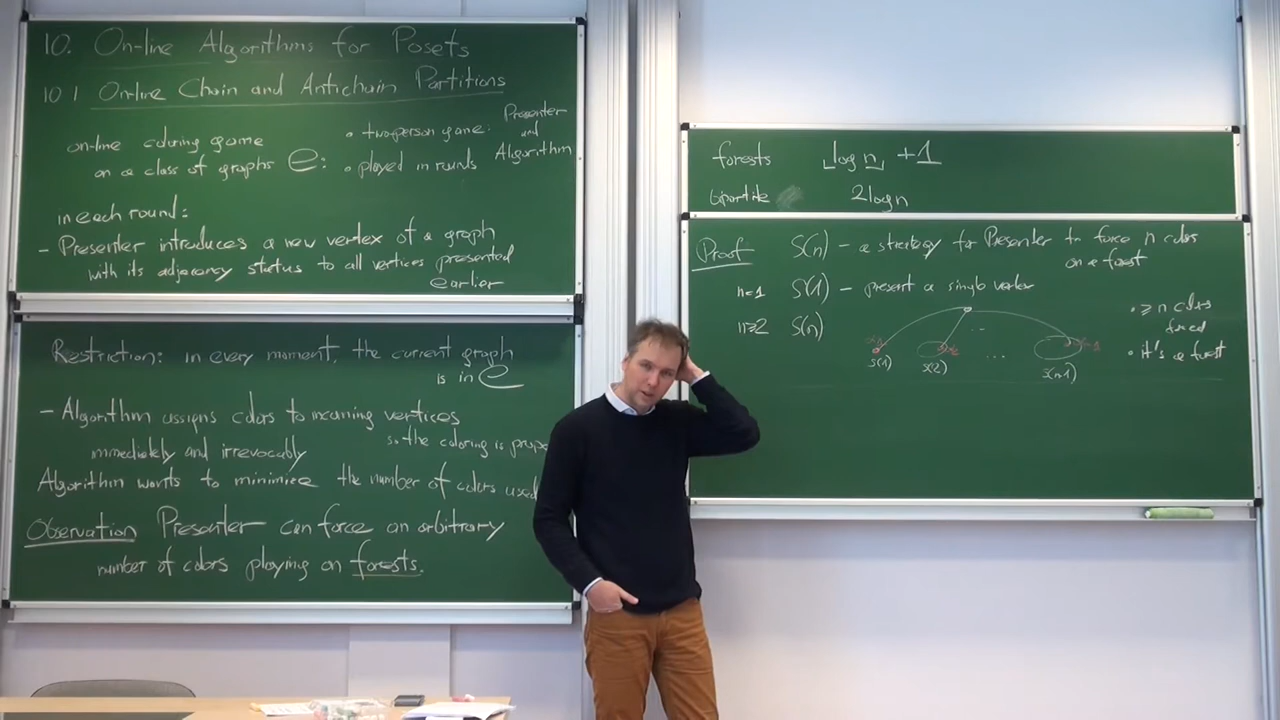 10. On-line Algorithms for Posets
10.1 On-line Chain and Antichain Partitions
on-line coloring game
on a class of graphs C:
• two-person game: Presenter and Algorithm
• played in rounds
in each round:
- Presenter introduces a new vertex of a graph
with its adjacency status to all vertices presented
earlier
Restriction: in every moment, the current graph
is in C
- Algorithm assigns colors to incoming vertices
immediately and irrevocably
so the coloring is prope
Algorithm wants to minimize the number of colors used
Observation Presenter can force an arbitrary
number of colors playing on forests.
forests ⌊log n⌋ + 1
bipartite 2 log n
Proof S(n) - a strategy for Presenter to force n colors
on a forest
n=1 S(1) - present a single vertex
n≥2 S(n)
S(1) S(2) ... S(n-1)
• ≥ n colors
forced
• it's a forest